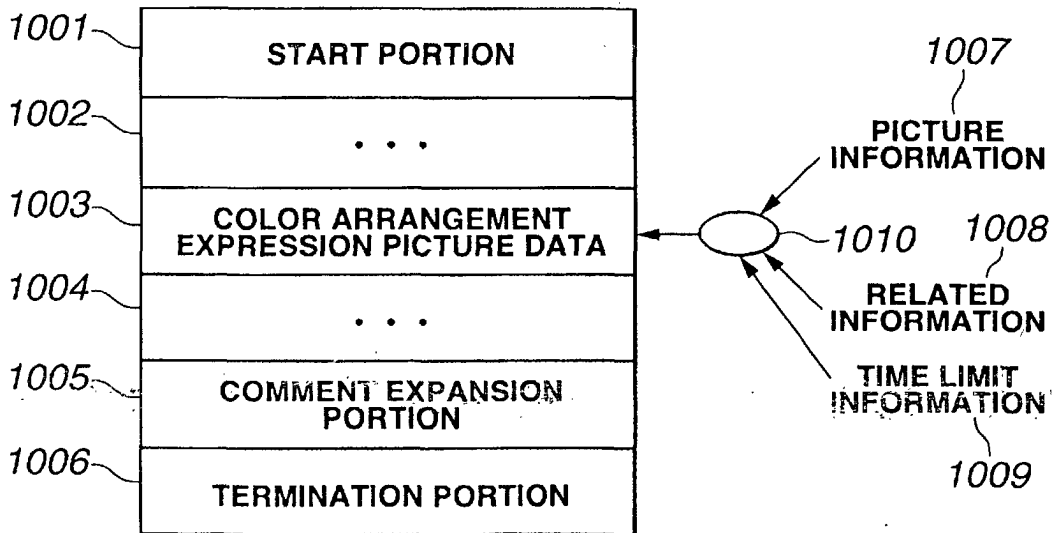 1001
START PORTION
1002
. . .
1003
COLOR ARRANGEMENT
EXPRESSION PICTURE DATA
1004
. . .
1005
COMMENT EXPANSION
PORTION
1006
TERMINATION PORTION
1007
PICTURE
INFORMATION
1010
1008
RELATED
INFORMATION
TIME LIMIT
INFORMATION
1009